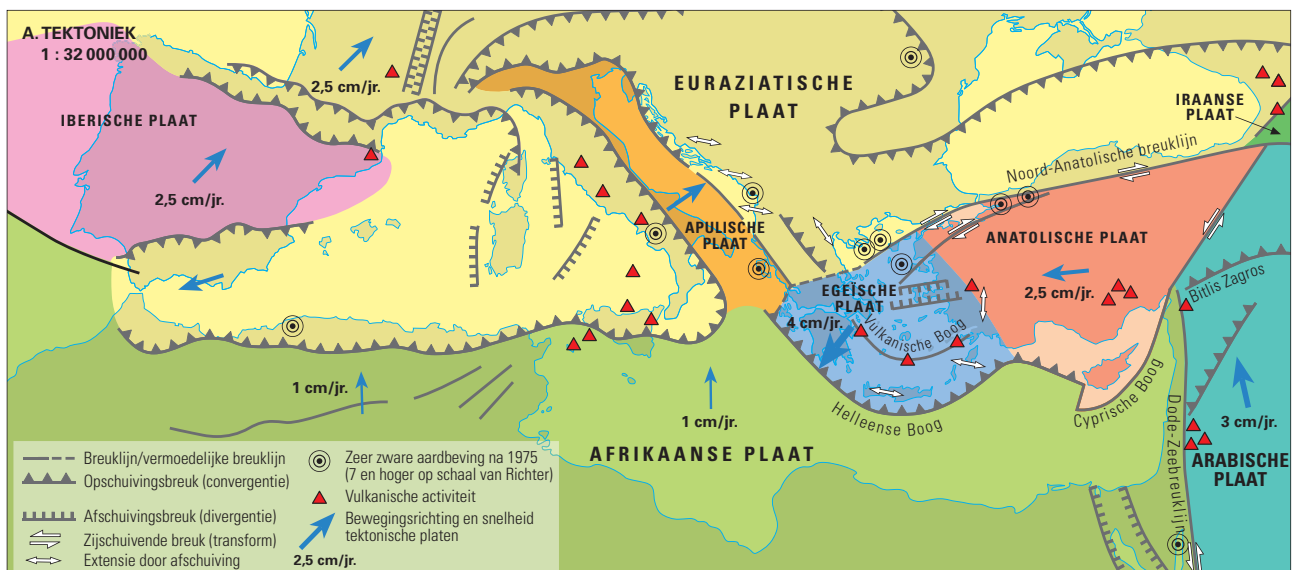 A. TEKTONIEK
1 : 32 000 000
2,5 cm/jr.
EURAZIATISCHE
PLAAT
IBERISCHE PLAAT
2,5 cm/jr.
IRAANSE
PLAAT
Noord-Anatolische breuklijn
APULISCHE
PLAAT
ANATOLISCHE PLAAT
2,5 cm/jr.
EGEÏSCHE
PLAAT
4 cm/jr.
Vulkanische Boog
Bitlis Zagros
1 cm/jr.
1 cm/jr.
Helleense Boog
Cyprische Boog
Dode-Zeebreuklijn
3 cm/jr.
ARABISCHE
PLAAT
AFRIKAANSE PLAAT
Breuklijn/vermoedelijke breuklijn
Opschuivingsbreuk (convergentie)
Afschuivingsbreuk (divergentie)
Zijschuivende breuk (transform)
Extensie door afschuiving
Zeer zware aardbeving na 1975
(7 en hoger op schaal van Richter)
Vulkanische activiteit
Bewegingsrichting en snelheid
tektonische platen
2,5 cm/jr.